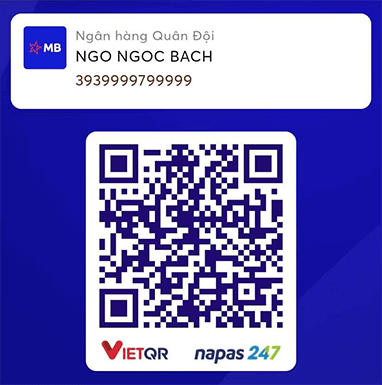 MB
Ngân hàng Quân Đội
NGO NGOC BACH
3939999799999
VIETQR
napas 247